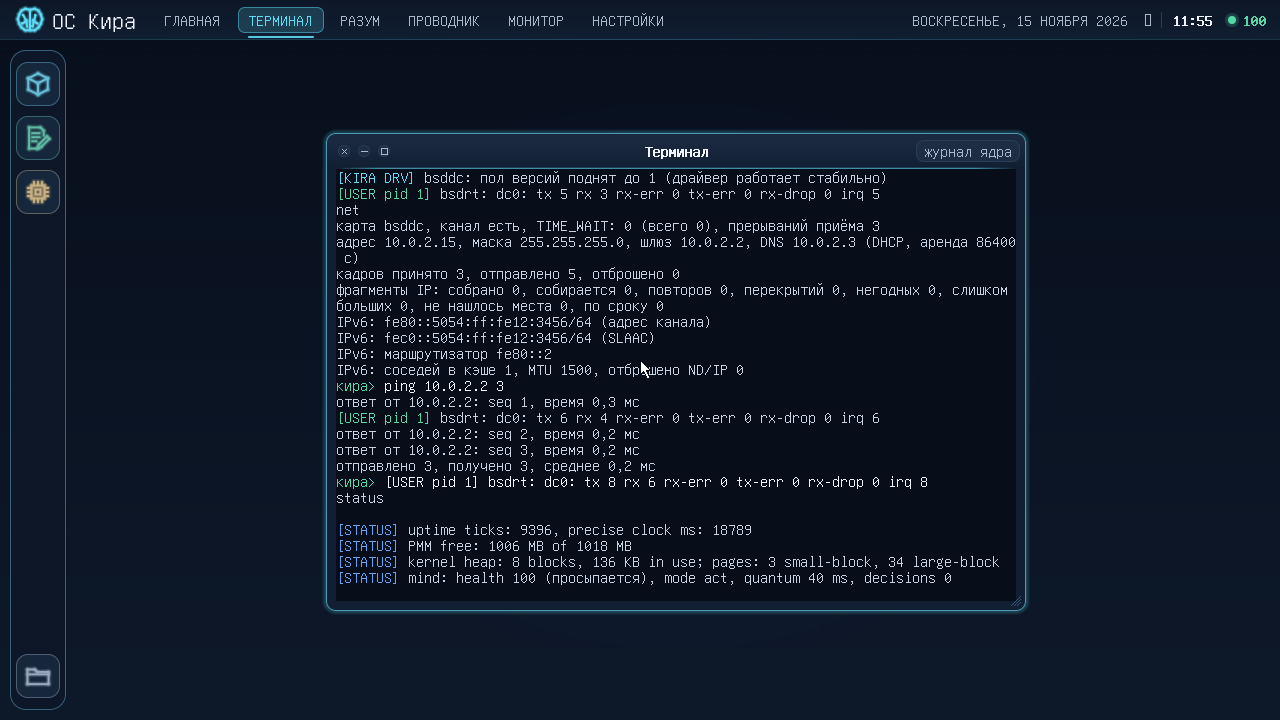 ОС Кира
ГЛАВНАЯ
ТЕРМИНАЛ
РАЗУМ
ПРОВОДНИК
МОНИТОР
НАСТРОЙКИ
ВОСКРЕСЕНЬЕ, 15 НОЯБРЯ 2026
11:55
100
Терминал
журнал ядра
[KIRA DRV] bsddc: пол версий поднят до 1 (драйвер работает стабильно)
[USER pid 1] bsdrt: dc0: tx 5 rx 3 rx-err 0 tx-err 0 rx-drop 0 irq 5
net
карта bsddc, канал есть, TIME_WAIT: 0 (всего 0), прерываний приёма 3
адрес 10.0.2.15, маска 255.255.255.0, шлюз 10.0.2.2, DNS 10.0.2.3 (DHCP, аренда 86400
с)
кадров принято 3, отправлено 5, отброшено 0
фрагменты IP: собрано 0, собирается 0, повторов 0, перекрытий 0, негодных 0, слишком
больших 0, не нашлось места 0, по сроку 0
IPv6: fe80::5054:ff:fe12:3456/64 (адрес канала)
IPv6: fec0::5054:ff:fe12:3456/64 (SLAAC)
IPv6: маршрутизатор fe80::2
IPv6: соседей в кэше 1, MTU 1500, отброшено ND/IP 0
кира> ping 10.0.2.2 3
ответ от 10.0.2.2: seq 1, время 0,3 мс
[USER pid 1] bsdrt: dc0: tx 6 rx 4 rx-err 0 tx-err 0 rx-drop 0 irq 6
ответ от 10.0.2.2: seq 2, время 0,2 мс
ответ от 10.0.2.2: seq 3, время 0,2 мс
отправлено 3, получено 3, среднее 0,2 мс
кира> [USER pid 1] bsdrt: dc0: tx 8 rx 6 rx-err 0 tx-err 0 rx-drop 0 irq 8
status
[STATUS] uptime ticks: 9396, precise clock ms: 18789
[STATUS] PMM free: 1006 MB of 1018 MB
[STATUS] kernel heap: 8 blocks, 136 KB in use; pages: 3 small-block, 34 large-block
[STATUS] mind: health 100 (просыпается), mode act, quantum 40 ms, decisions 0